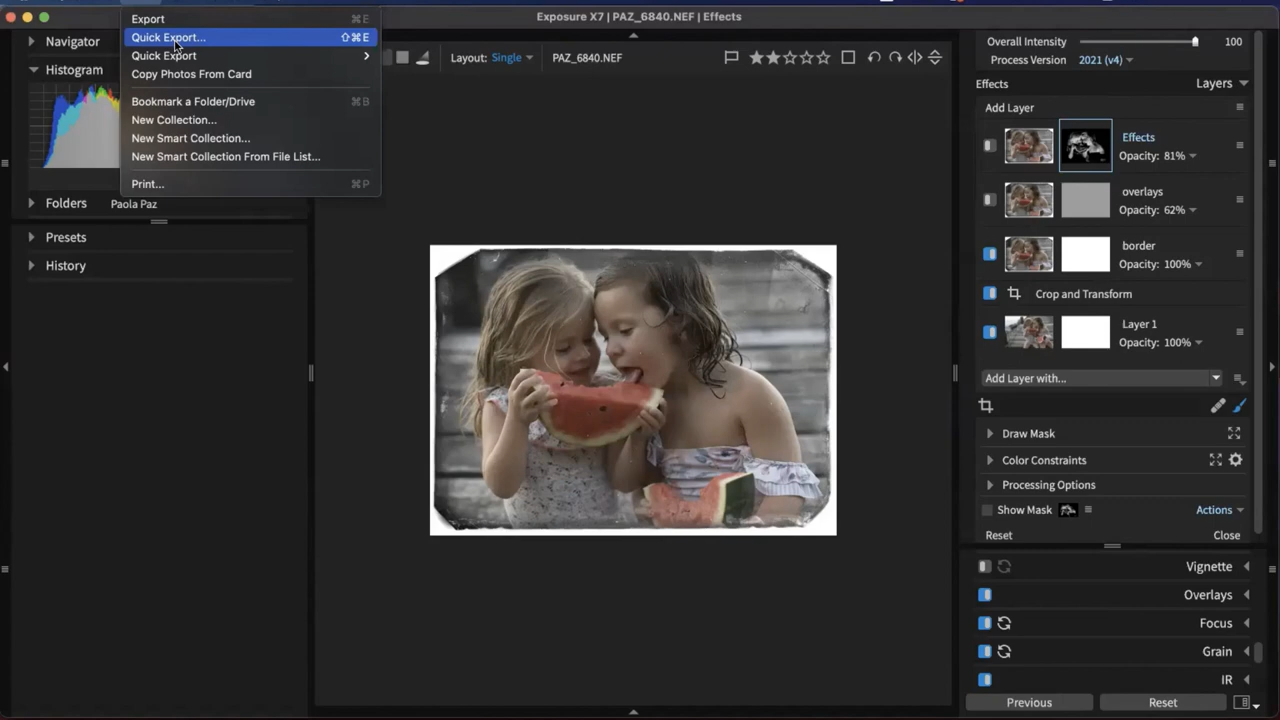 Exposure X7 | PAZ_6840.NEF | Effects
Export ⌘E
Quick Export... ⇧⌘E
Quick Export
Copy Photos From Card
Bookmark a Folder/Drive ⌘B
New Collection...
New Smart Collection...
New Smart Collection From File List...
Print... ⌘P
Navigator
Histogram
Folders Paola Paz
Presets
History
Layout: Single PAZ_6840.NEF
Overall Intensity 100
Process Version 2021 (v4)
Effects Layers
Add Layer
Effects
Opacity: 81%
overlays
Opacity: 62%
border
Opacity: 100%
Crop and Transform
Layer 1
Opacity: 100%
Add Layer with...
Draw Mask
Color Constraints
Processing Options
Show Mask Actions
Reset Close
Vignette
Overlays
Focus
Grain
IR
Previous Reset